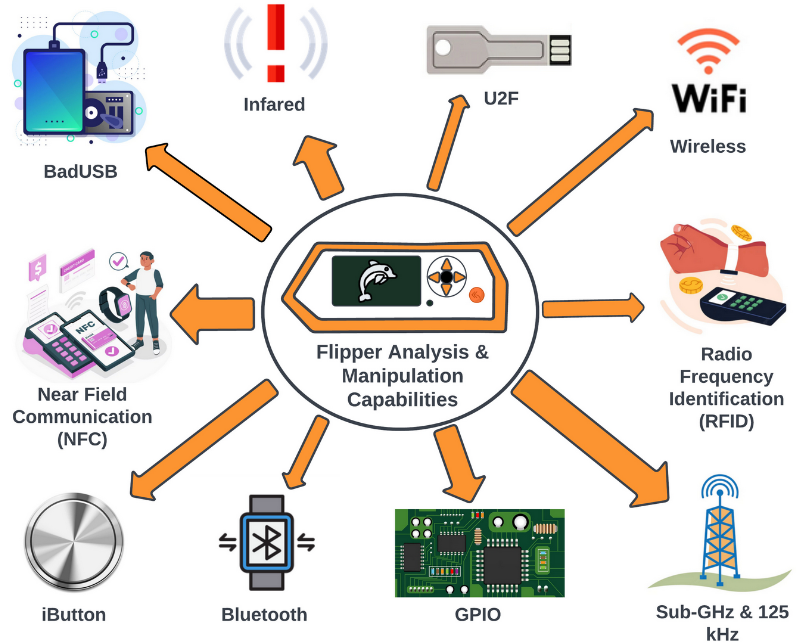 Infared
U2F
WiFi
Wireless
BadUSB
NFC
Near Field
Communication
(NFC)
Flipper Analysis &
Manipulation
Capabilities
Radio
Frequency
Identification
(RFID)
iButton
Bluetooth
GPIO
Sub-GHz & 125
kHz